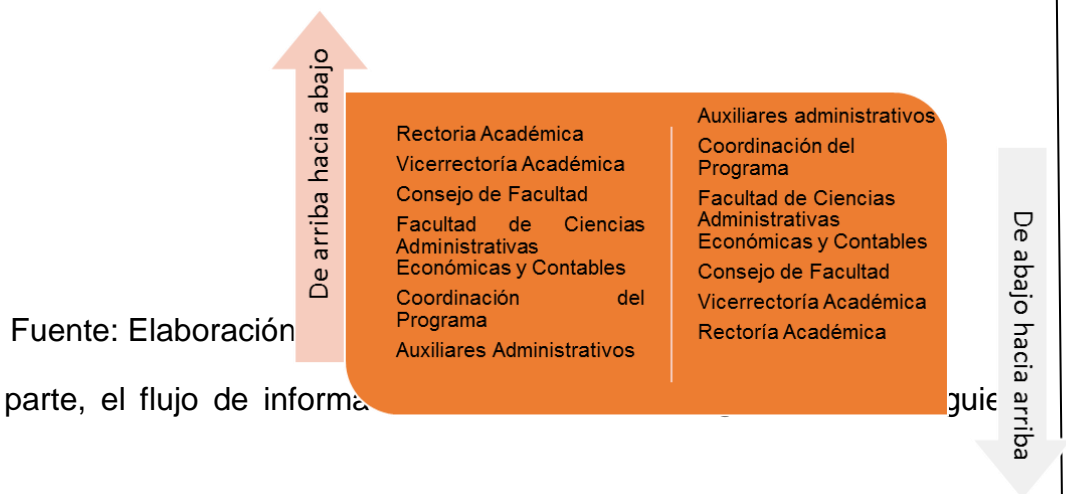 De arriba hacia abajo
Rectoria Académica
Vicerrectoría Académica
Consejo de Facultad
Facultad de Ciencias
Administrativas
Económicas y Contables
Coordinación del
Programa
Auxiliares Administrativos
Auxiliares administrativos
Coordinación del
Programa
Facultad de Ciencias
Administrativas
Económicas y Contables
Consejo de Facultad
Vicerrectoría Académica
Rectoría Académica
De abajo hacia arriba
Fuente: Elaboración
parte, el flujo de informa